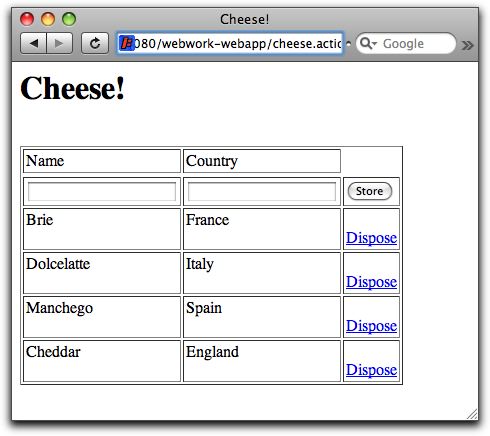 Cheese!
080/webwork-webapp/cheese.actio
Google
Cheese!
Name Country
Store
Brie France
Dispose
Dolcelatte Italy
Dispose
Manchego Spain
Dispose
Cheddar England
Dispose